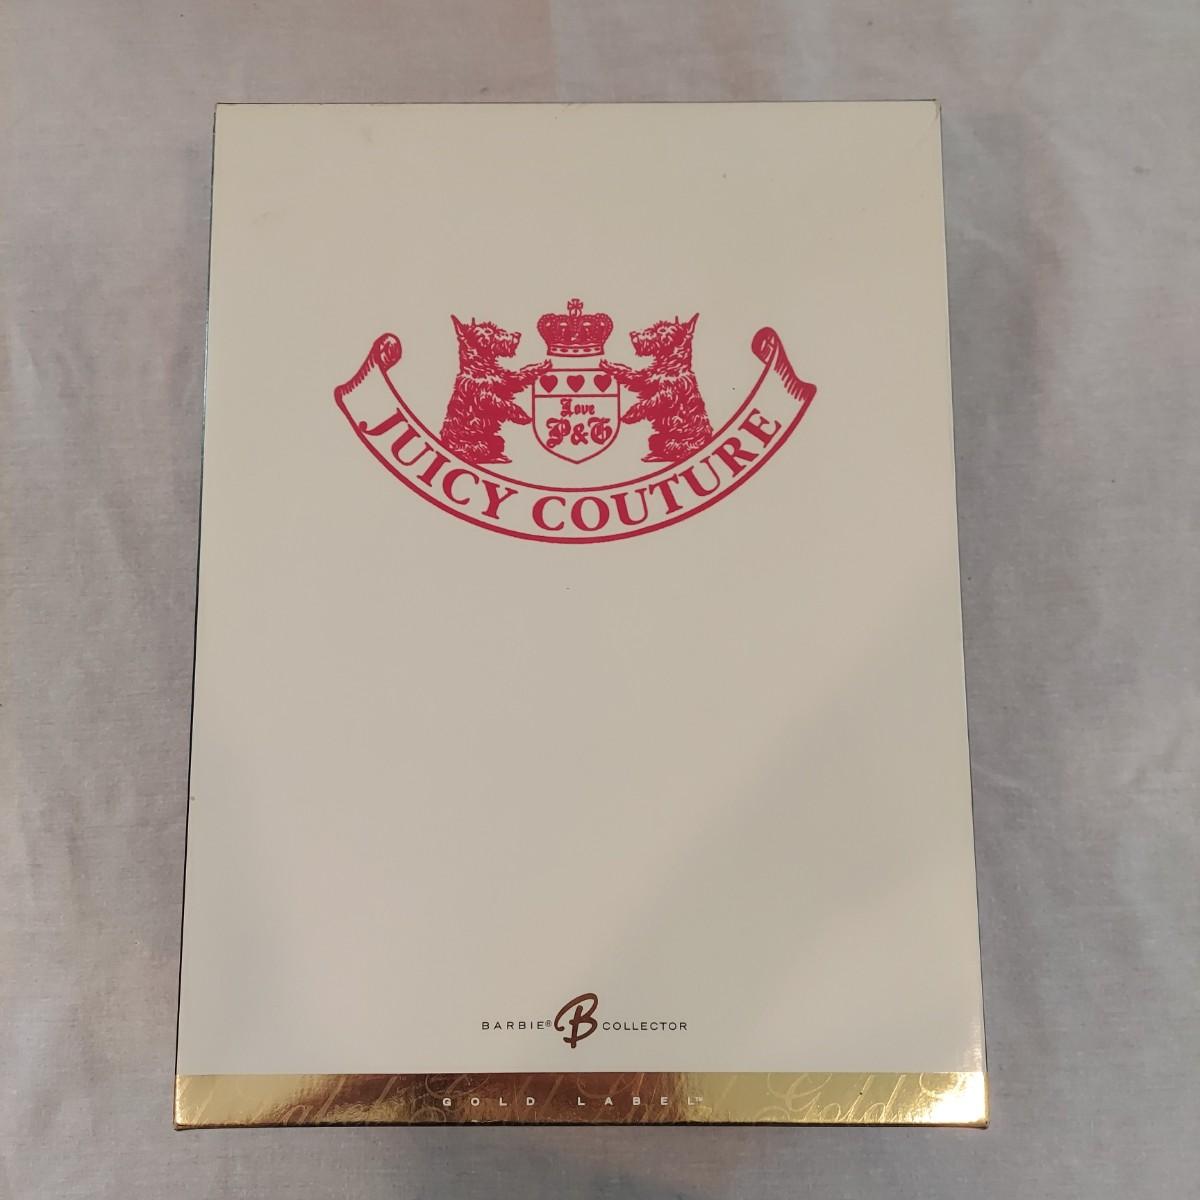 Love
P&G
JUICY COUTURE
BARBIE® B COLLECTOR
GOLD LABEL™